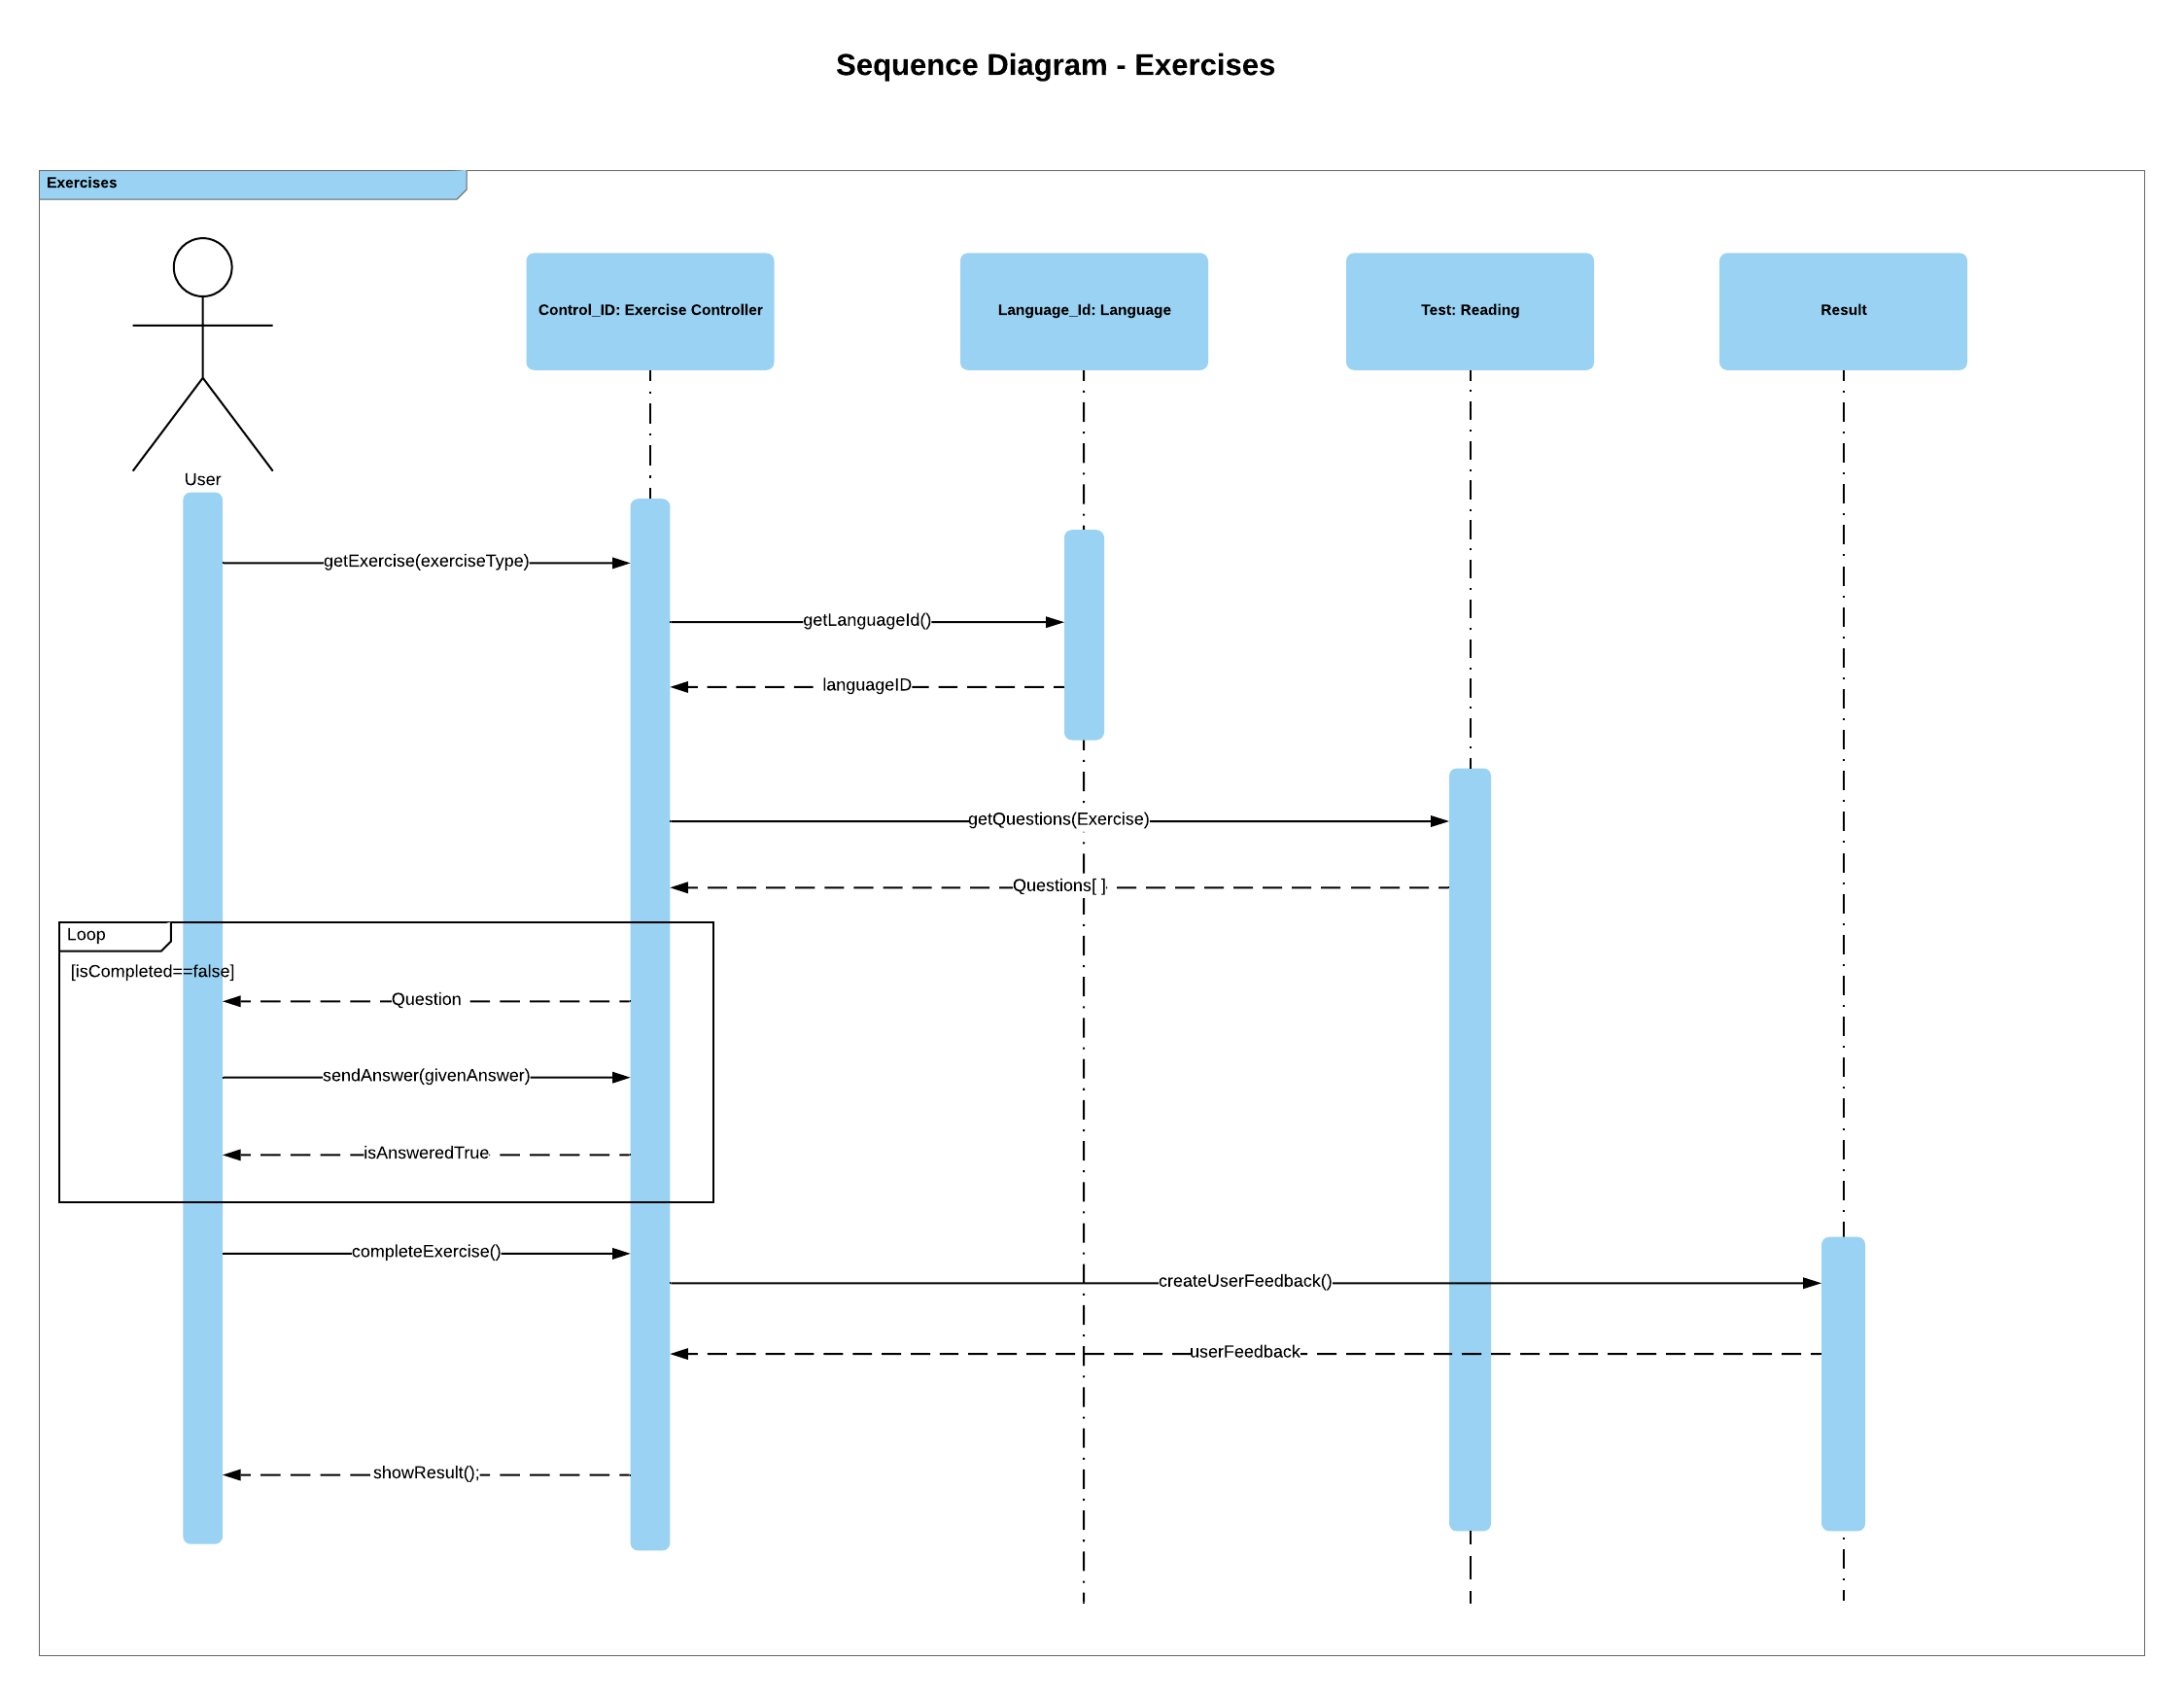 Sequence Diagram - Exercises
Exercises
Control_ID: Exercise Controller
Language_Id: Language
Test: Reading
Result
User
getExercise(exerciseType)
getLanguageId()
languageID
getQuestions(Exercise)
Questions[ ]
Loop
[isCompleted==false]
Question
sendAnswer(givenAnswer)
isAnsweredTrue
completeExercise()
createUserFeedback()
userFeedback
showResult();